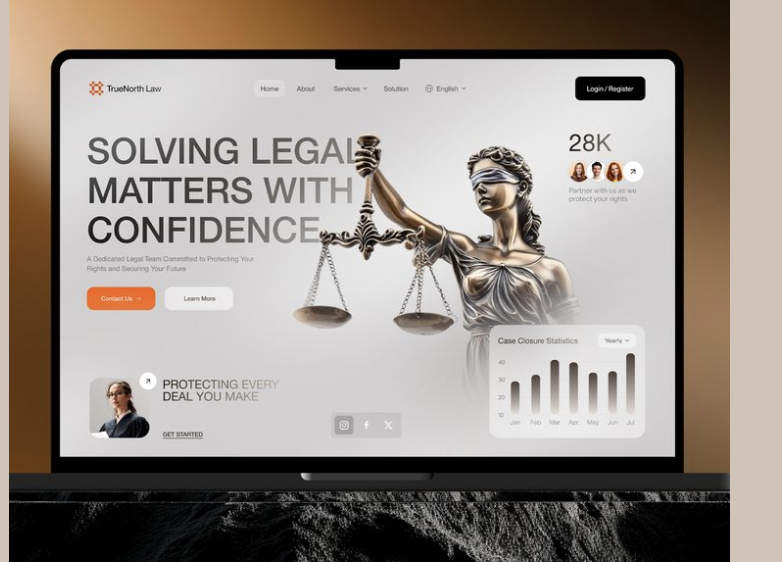 TrueNorth Law
Home
About
Services
Solution
English
Login / Register
SOLVING LEGAL
MATTERS WITH
CONFIDENCE
A Dedicated Legal Team Committed to Protecting Your
Rights and Securing Your Future
Contact Us →
Learn More
28K
Partner with us as we
protect your rights
PROTECTING EVERY
DEAL YOU MAKE
GET STARTED
Case Closure Statistics
Yearly
40
30
20
10
Jan Feb Mar Apr May Jun Jul